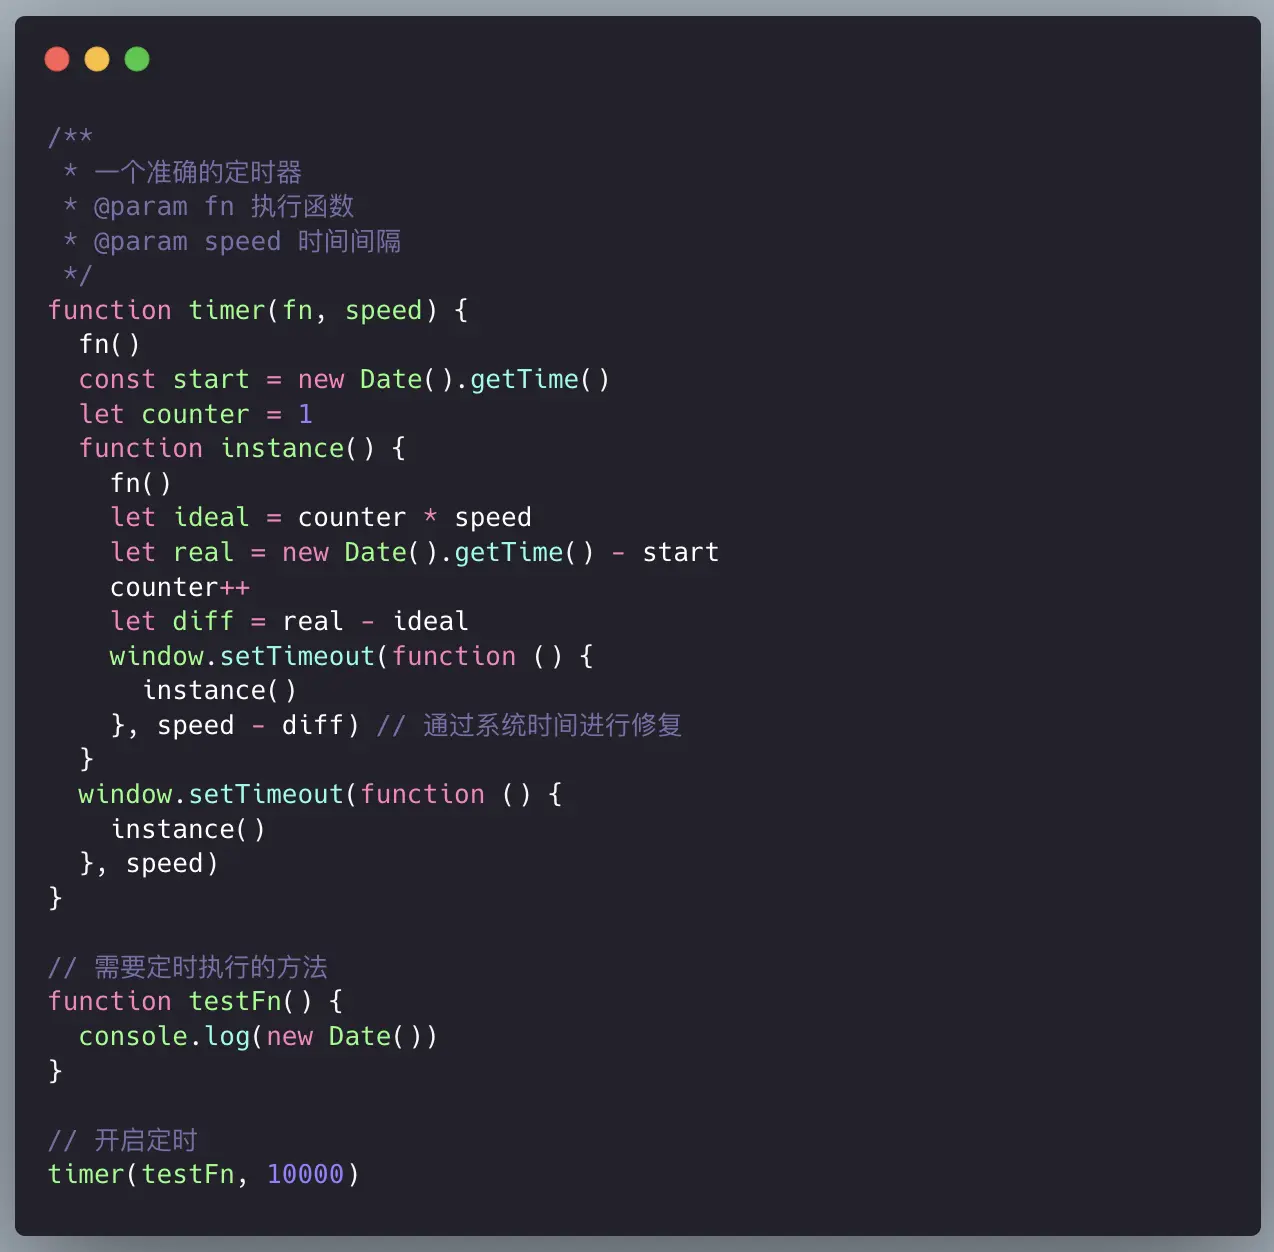 /**
 * 一个准确的定时器
 * @param fn 执行函数
 * @param speed 时间间隔
 */
function timer(fn, speed) {
  fn()
  const start = new Date().getTime()
  let counter = 1
  function instance() {
    fn()
    let ideal = counter * speed
    let real = new Date().getTime() - start
    counter++
    let diff = real - ideal
    window.setTimeout(function () {
      instance()
    }, speed - diff) // 通过系统时间进行修复
  }
  window.setTimeout(function () {
    instance()
  }, speed)
}

// 需要定时执行的方法
function testFn() {
  console.log(new Date())
}

// 开启定时
timer(testFn, 10000)